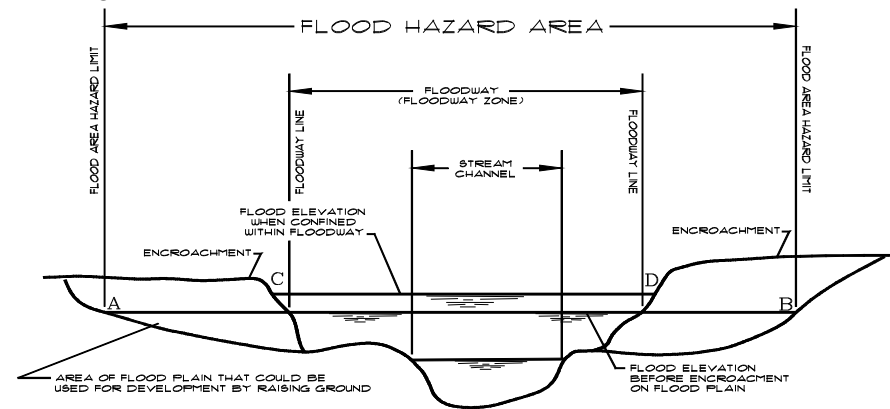 FLOOD HAZARD AREA
FLOOD AREA HAZARD LIMIT
FLOOD AREA HAZARD LIMIT
FLOODWAY
(FLOODWAY ZONE)
FLOODWAY LINE
FLOODWAY LINE
STREAM
CHANNEL
FLOOD ELEVATION
WHEN CONFINED
WITHIN FLOODWAY
ENCROACHMENT
ENCROACHMENT
C
D
A
B
AREA OF FLOOD PLAIN THAT COULD BE
USED FOR DEVELOPMENT BY RAISING GROUND
FLOOD ELEVATION
BEFORE ENCROACMENT
ON FLOOD PLAIN